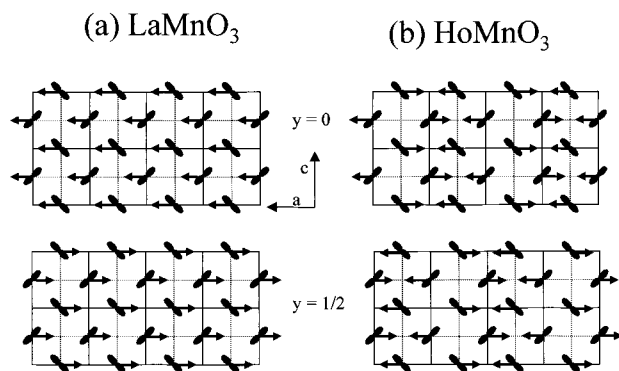 (a) LaMnO₃
(b) HoMnO₃
y = 0
c
a
y = 1/2